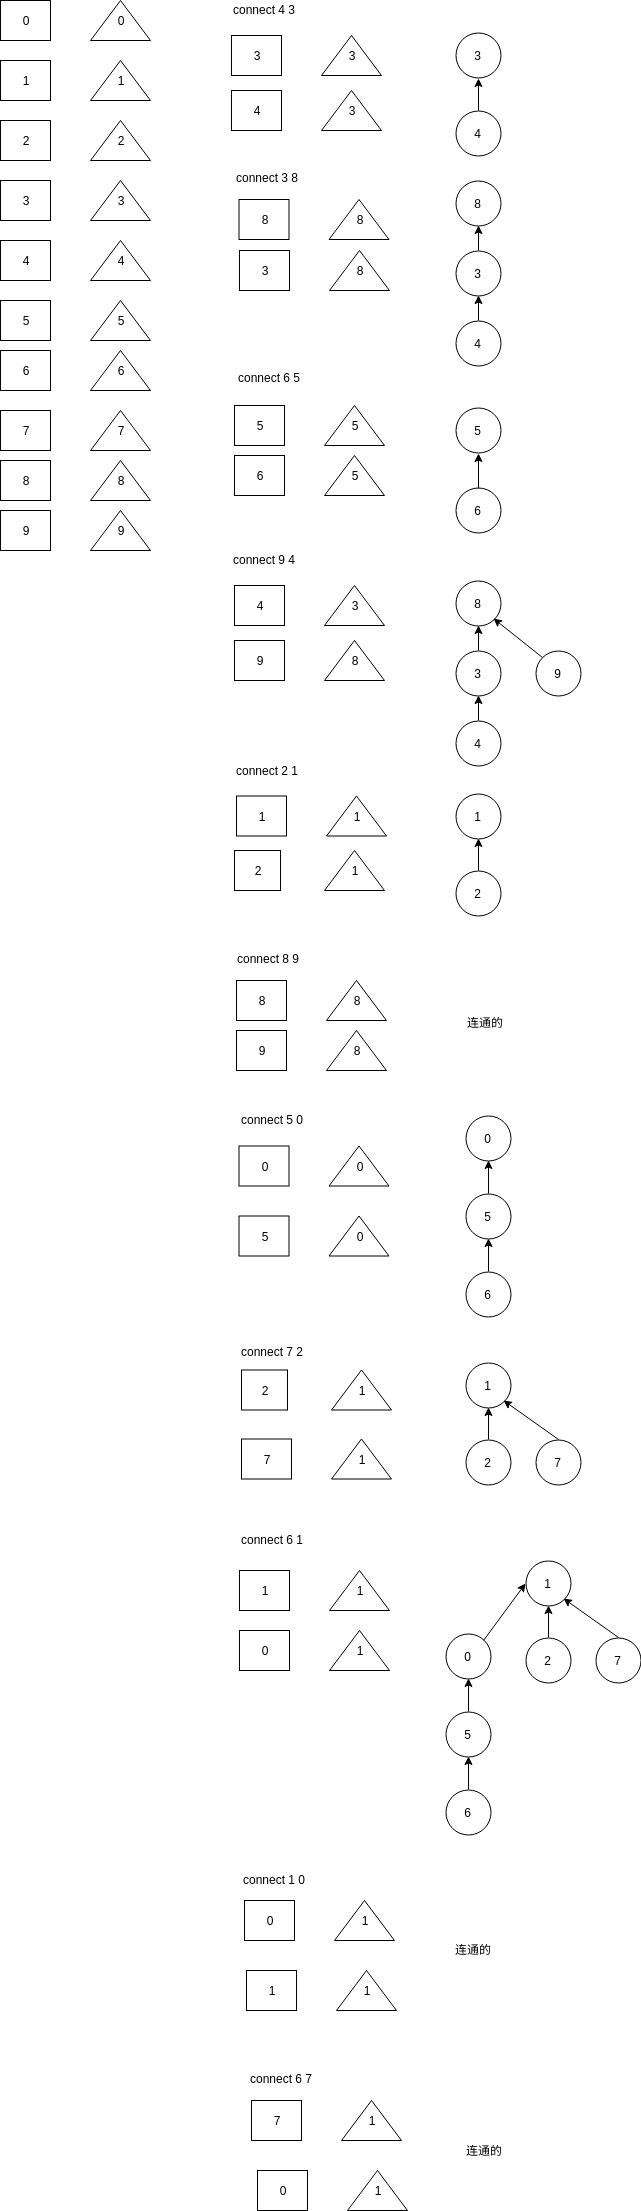 0 0
1 1
2 2
3 3
4 4
5 5
6 6
7 7
8 8
9 9
connect 4 3
3 3 3
4 3 4
connect 3 8
8 8 8
3 8 3
4
connect 6 5
5 5 5
6 5 6
connect 9 4
4 3 8
9 8 3 9
4
connect 2 1
1 1 1
2 1 2
connect 8 9
8 8
连通的
9 8
connect 5 0
0 0 0
5 0 5
6
connect 7 2
2 1 1
7 1 2 7
connect 6 1
1 1 1
0 1 0 2 7
5
6
connect 1 0
0 1
连通的
1 1
connect 6 7
7 1
连通的
0 1